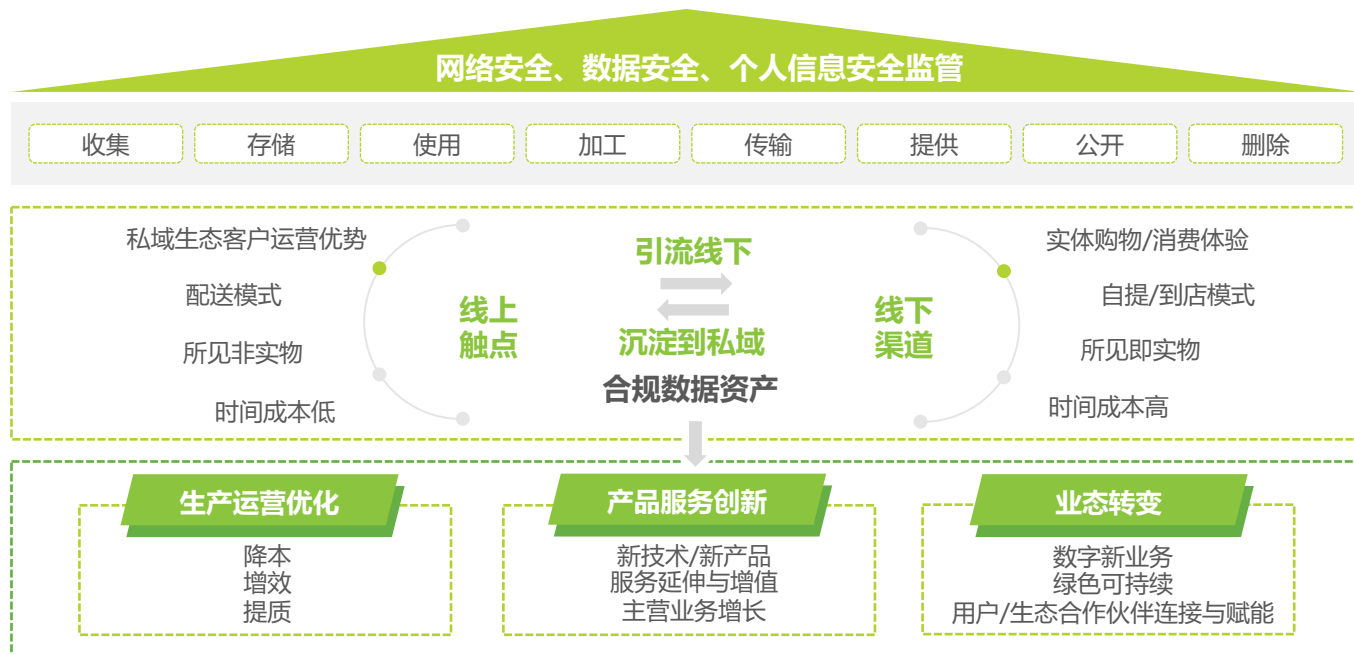 网络安全、数据安全、个人信息安全监管
收集
存储
使用
加工
传输
提供
公开
删除
私域生态客户运营优势
配送模式
所见非实物
时间成本低
线上
触点
引流线下
沉淀到私域
合规数据资产
线下
渠道
实体购物/消费体验
自提/到店模式
所见即实物
时间成本高
生产运营优化
降本
增效
提质
产品服务创新
新技术/新产品
服务延伸与增值
主营业务增长
业态转变
数字新业务
绿色可持续
用户/生态合作伙伴连接与赋能